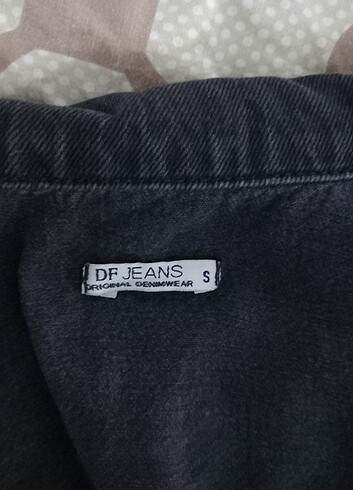 DF JEANS
ORIGINAL DENIMWEAR
S